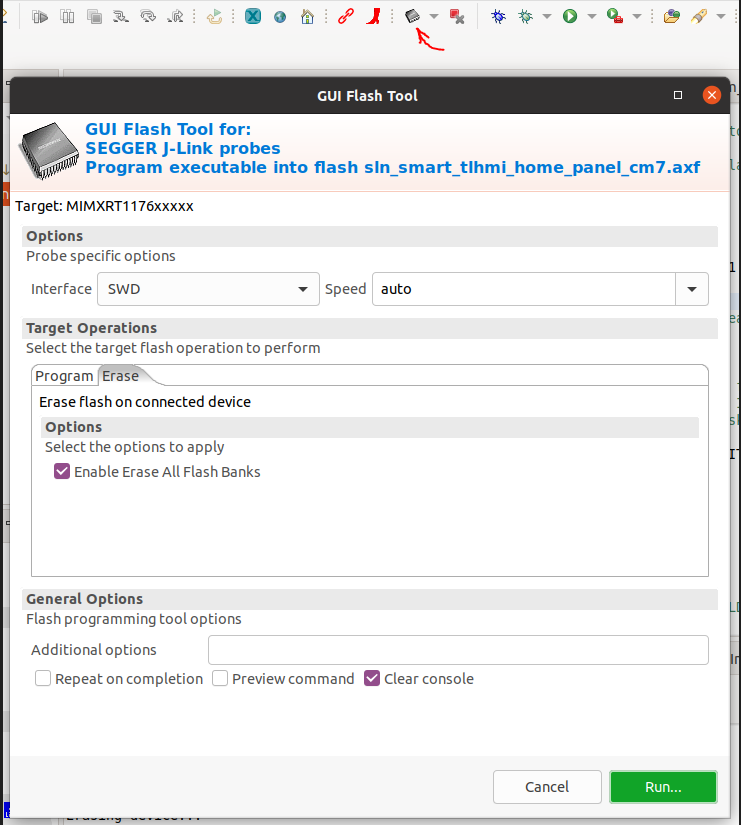 GUI Flash Tool
GUI Flash Tool for:
SEGGER J-Link probes
Program executable into flash sln_smart_tlhmi_home_panel_cm7.axf
Target: MIMXRT1176xxxxx
Options
Probe specific options
Interface SWD Speed auto
Target Operations
Select the target flash operation to perform
Program Erase
Erase flash on connected device
Options
Select the options to apply
Enable Erase All Flash Banks
General Options
Flash programming tool options
Additional options
Repeat on completion Preview command Clear console
Cancel Run...